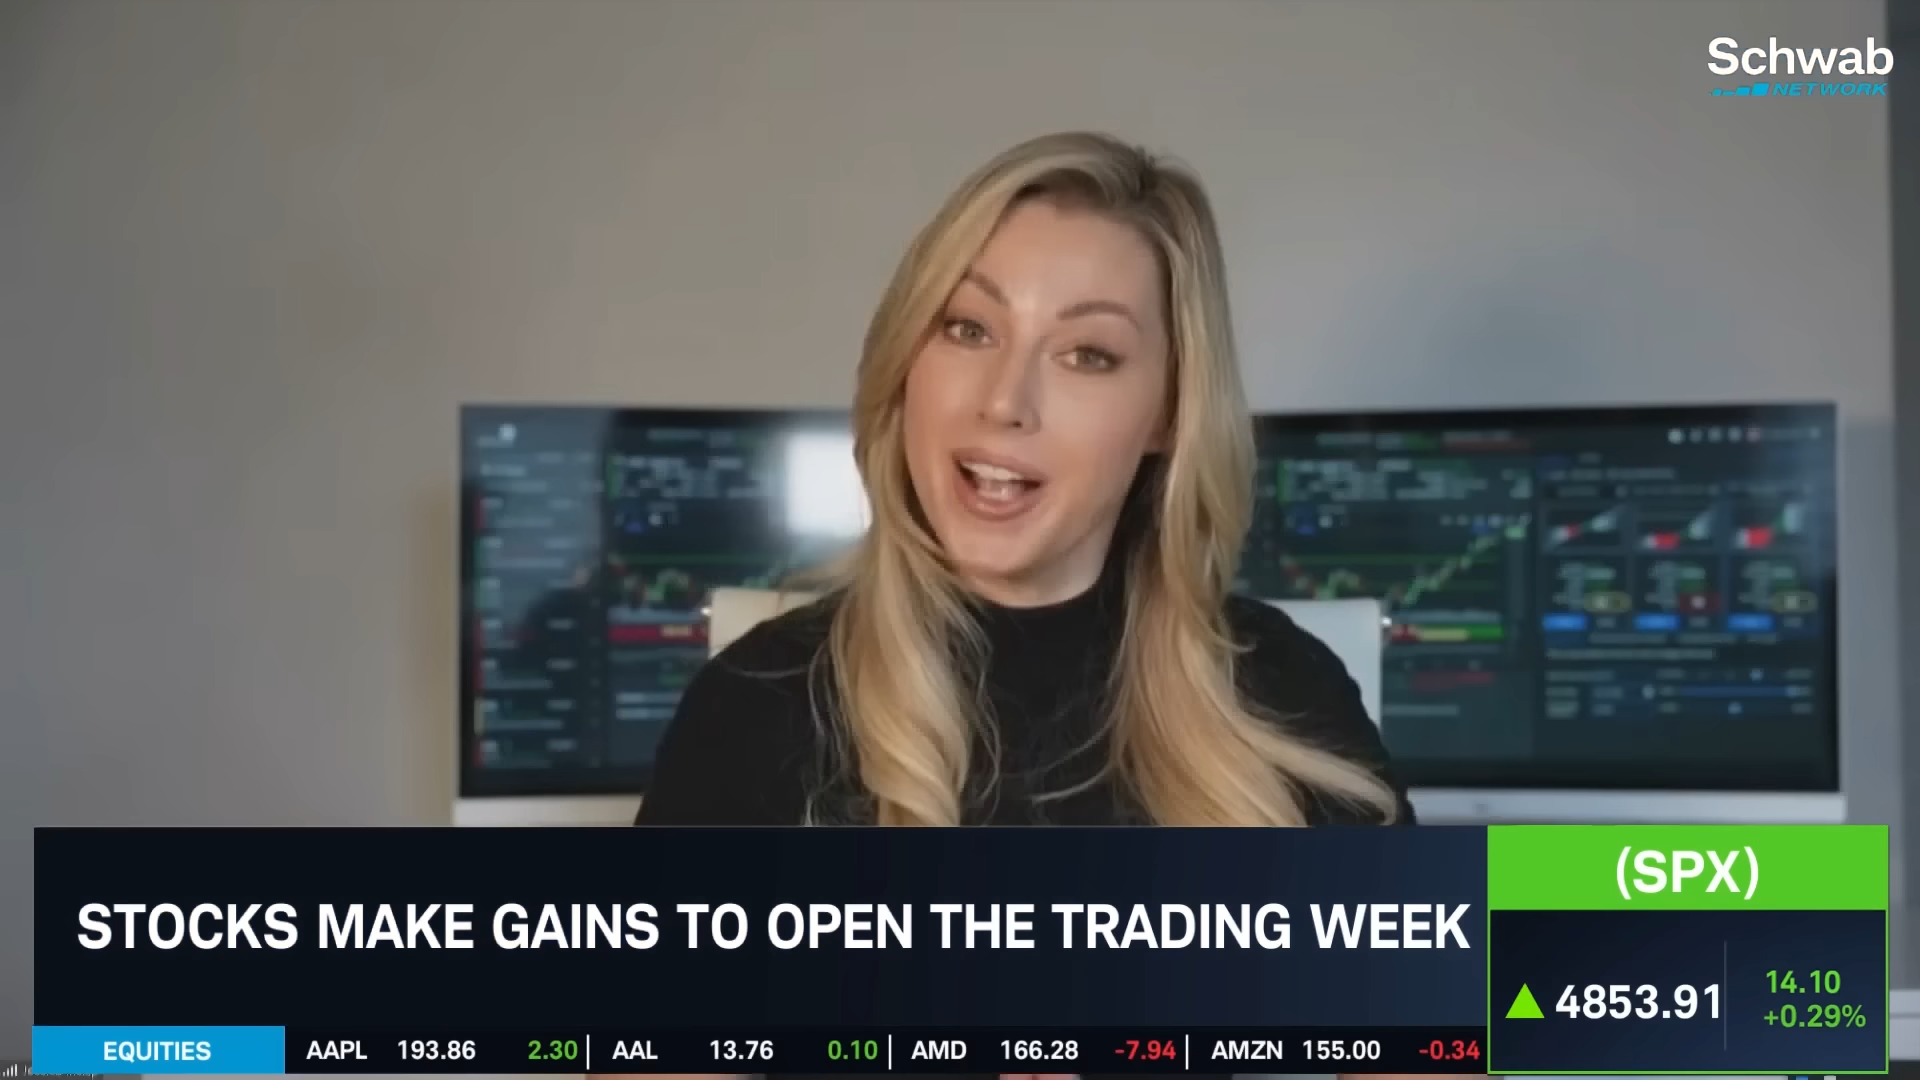 Schwab
NETWORK
STOCKS MAKE GAINS TO OPEN THE TRADING WEEK
(SPX)
4853.91
14.10
+0.29%
EQUITIES AAPL 193.86 2.30 AAL 13.76 0.10 AMD 166.28 -7.94 AMZN 155.00 -0.34